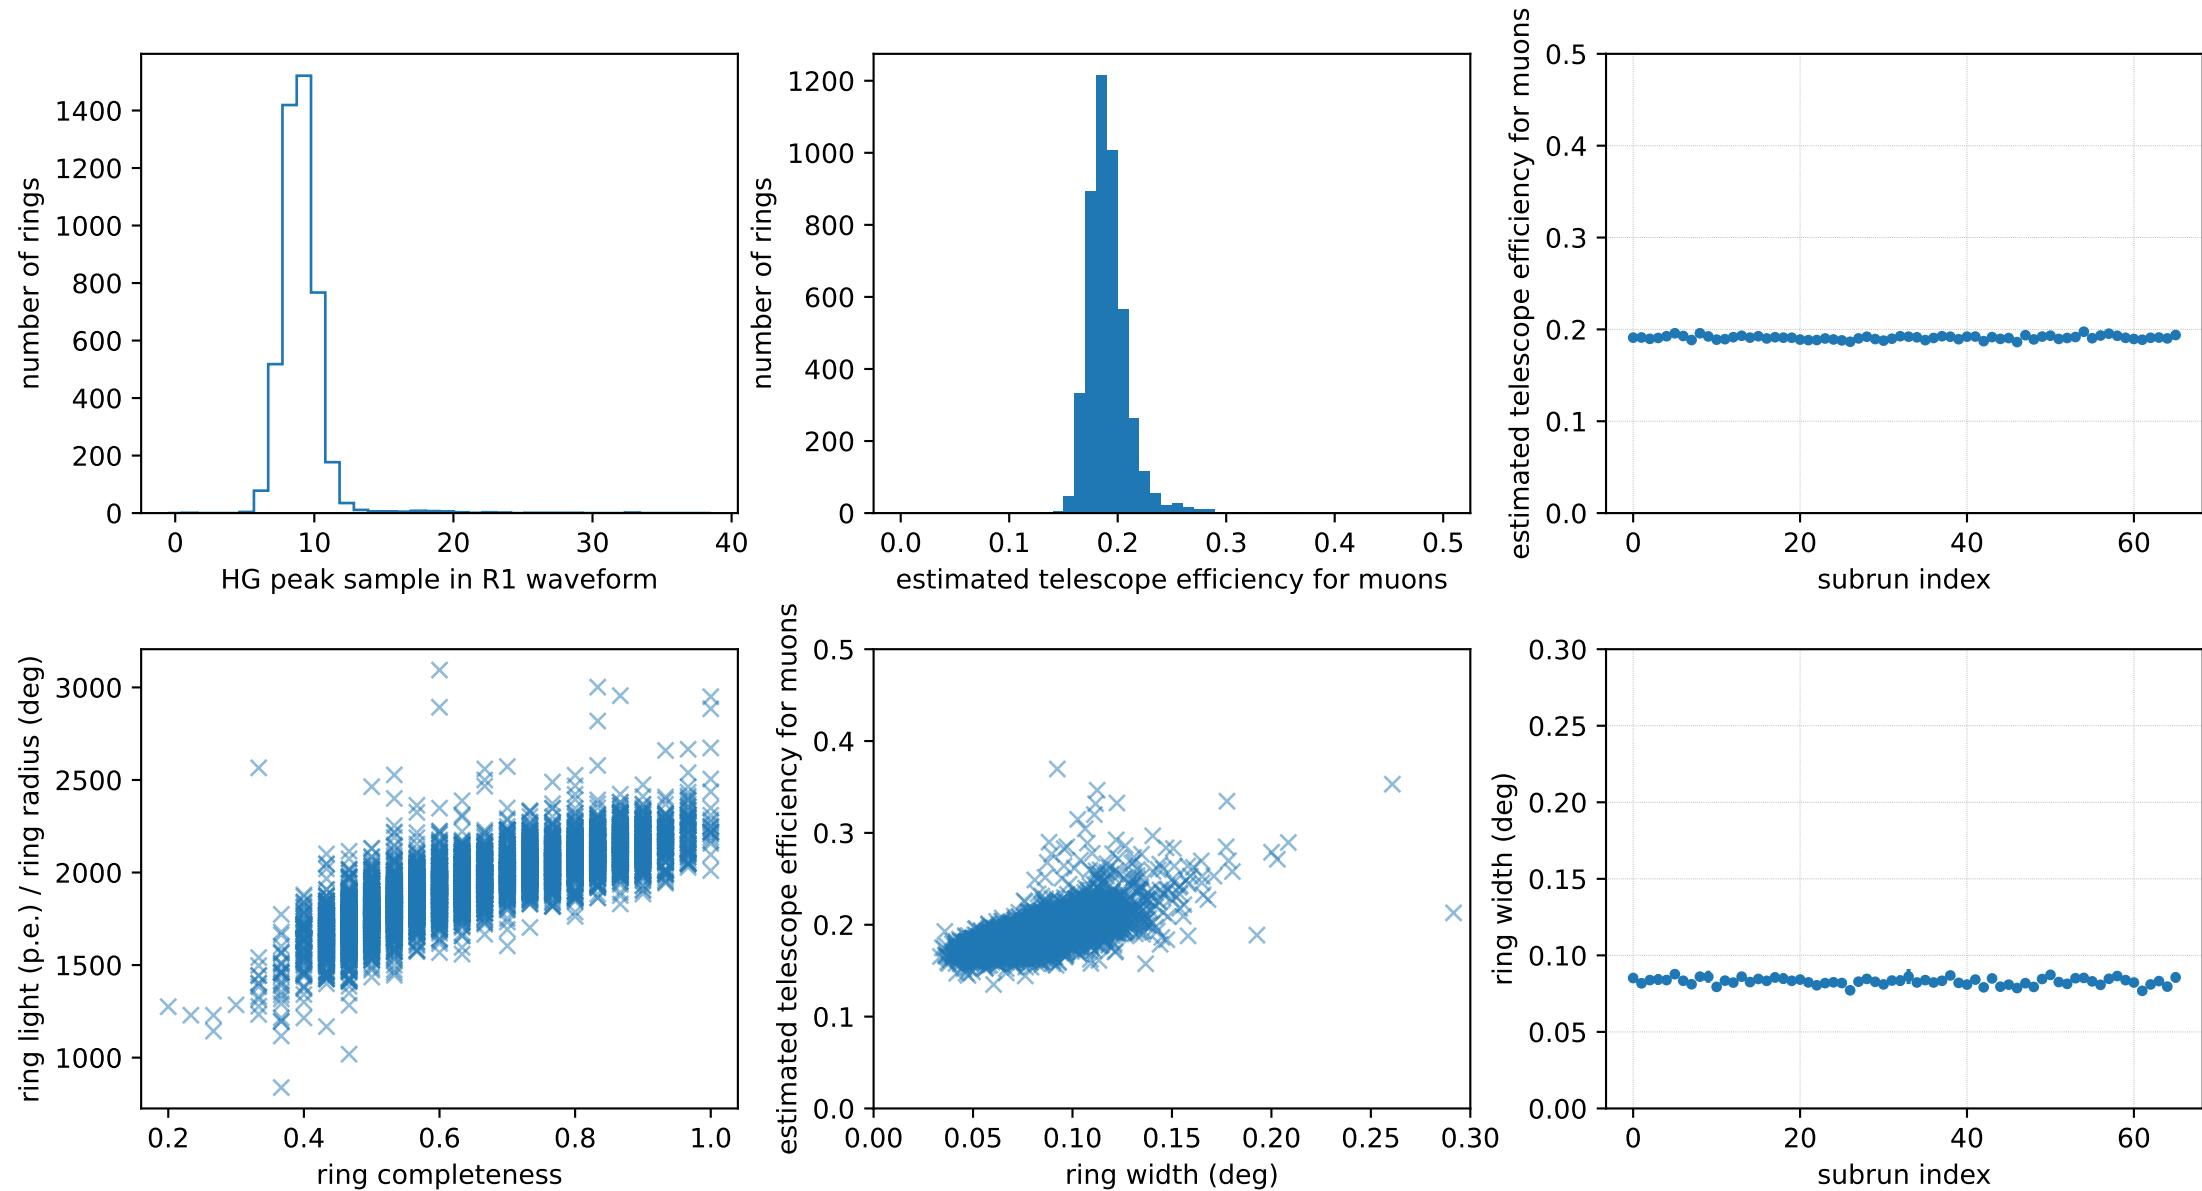 number of rings
1400
1200
1000
800
600
400
200
0
0 10 20 30 40
HG peak sample in R1 waveform
number of rings
1200
1000
800
600
400
200
0
0.0 0.1 0.2 0.3 0.4 0.5
estimated telescope efficiency for muons
estimated telescope efficiency for muons
0.5
0.4
0.3
0.2
0.1
0.0
0 20 40 60
subrun index
ring light (p.e.) / ring radius (deg)
3000
2500
2000
1500
1000
0.2 0.4 0.6 0.8 1.0
ring completeness
estimated telescope efficiency for muons
0.5
0.4
0.3
0.2
0.1
0.0
0.00 0.05 0.10 0.15 0.20 0.25 0.30
ring width (deg)
ring width (deg)
0.30
0.25
0.20
0.15
0.10
0.05
0.00
0 20 40 60
subrun index